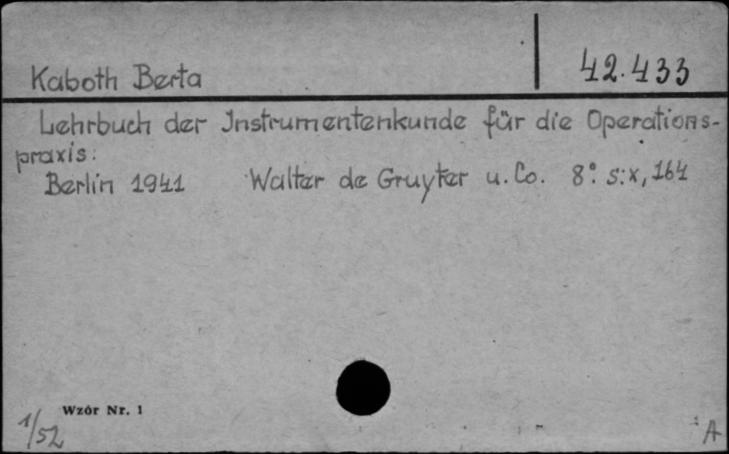 Kaboth Berta
42.433
Lehrbuch der Instrumentenkunde für die Operations-
praxis:
Berlin 1941 Walter de Gruyter u. Co. 8° s:x, 164
Wzór Nr. 1
1/52
A